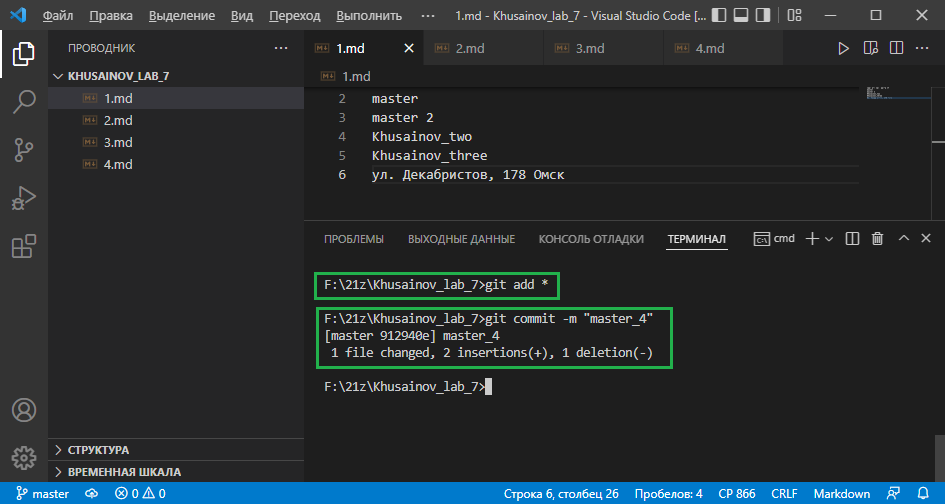 Файл Правка Выделение Вид Переход Выполнить ··· 1.md - Khusainov_lab_7 - Visual Studio Code [...
ПРОВОДНИК ···
KHUSAINOV_LAB_7
1.md
2.md
3.md
4.md
СТРУКТУРА
ВРЕМЕННАЯ ШКАЛА
1.md 2.md 3.md 4.md ···
1.md
2 master
3 master 2
4 Khusainov_two
5 Khusainov_three
6 ул. Декабристов, 178 Омск
ПРОБЛЕМЫ ВЫХОДНЫЕ ДАННЫЕ КОНСОЛЬ ОТЛАДКИ ТЕРМИНАЛ cmd
F:\21z\Khusainov_lab_7>git add *
F:\21z\Khusainov_lab_7>git commit -m "master_4"
[master 912940e] master_4
1 file changed, 2 insertions(+), 1 deletion(-)
F:\21z\Khusainov_lab_7>
master 0 0 Строка 6, столбец 26 Пробелов: 4 CP 866 CRLF Markdown